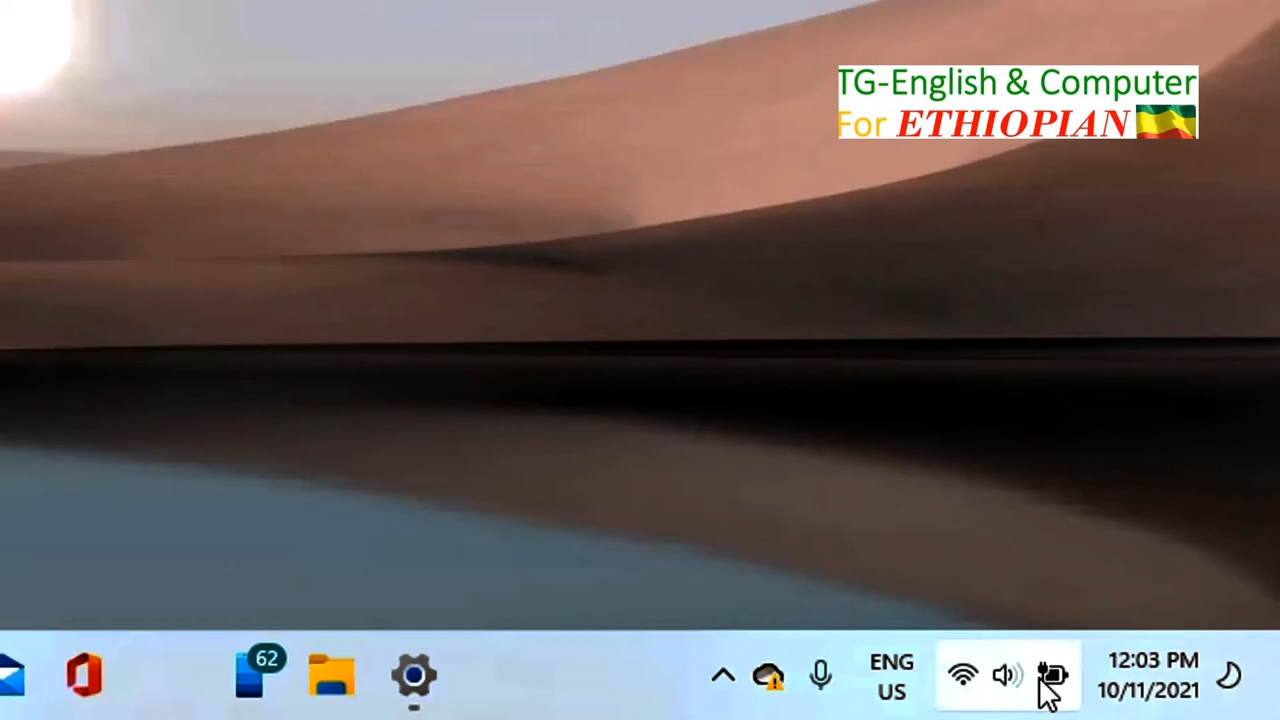 TG-English & Computer
For ETHIOPIAN
62
ENG
US
12:03 PM
10/11/2021